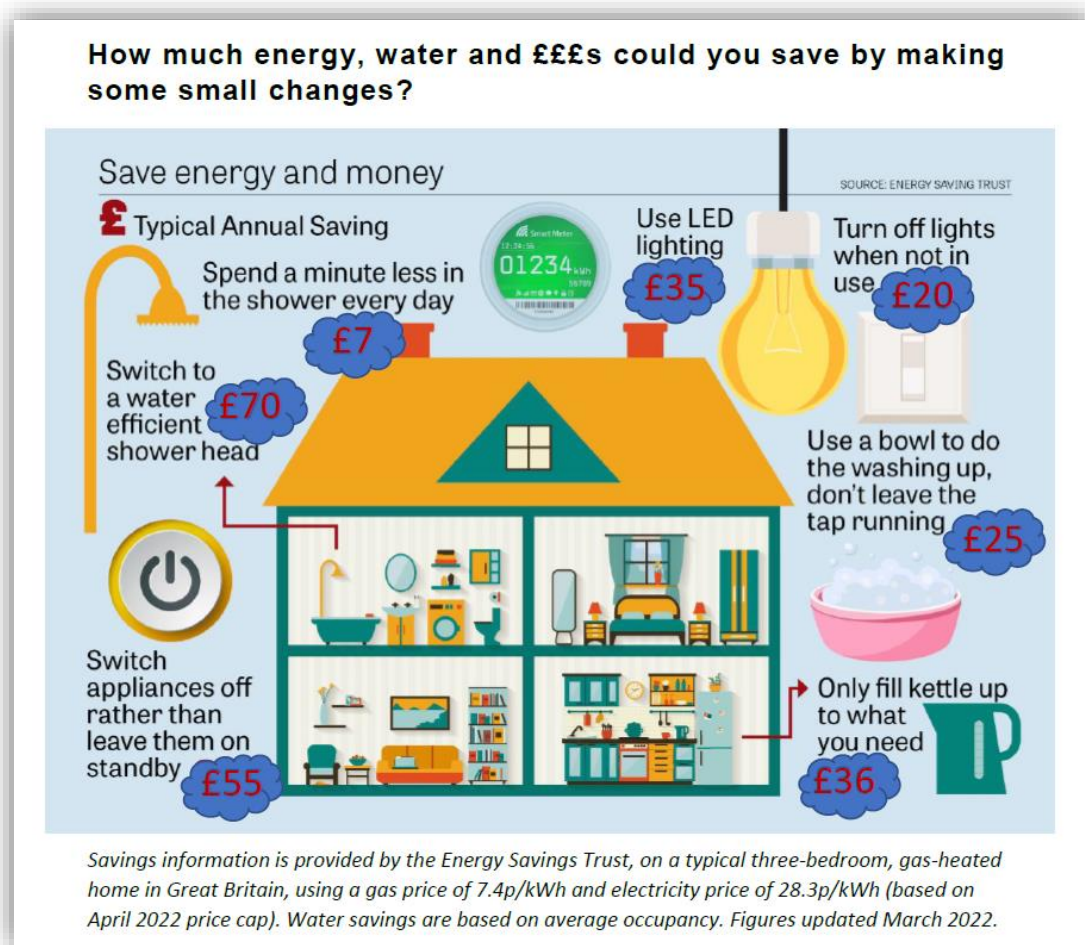 How much energy, water and £££s could you save by making
some small changes?
Save energy and money
SOURCE: ENERGY SAVING TRUST
£ Typical Annual Saving
Spend a minute less in
the shower every day
£7
Switch to
a water
efficient
shower head
£70
Smart Meter
12:34:56
01234 kWh
56789
Use LED
lighting
£35
Turn off lights
when not in
use
£20
Use a bowl to do
the washing up,
don't leave the
tap running
£25
Switch
appliances off
rather than
leave them on
standby
£55
Only fill kettle up
to what
you need
£36
Savings information is provided by the Energy Savings Trust, on a typical three-bedroom, gas-heated
home in Great Britain, using a gas price of 7.4p/kWh and electricity price of 28.3p/kWh (based on
April 2022 price cap). Water savings are based on average occupancy. Figures updated March 2022.